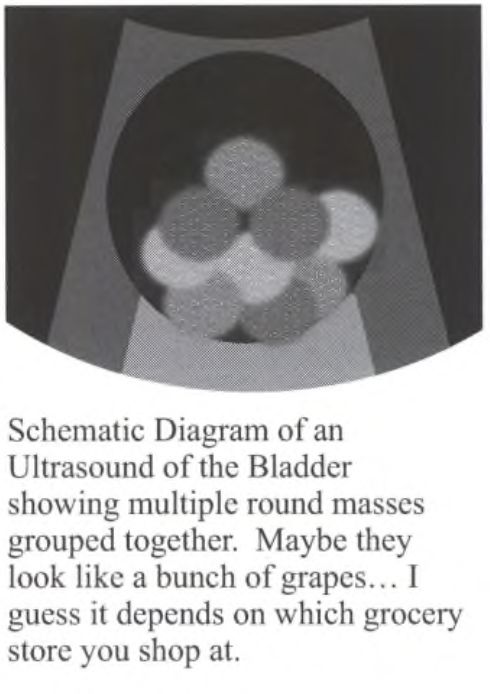 Schematic Diagram of an
Ultrasound of the Bladder
showing multiple round masses
grouped together.  Maybe they
look like a bunch of grapes... I
guess it depends on which grocery
store you shop at.